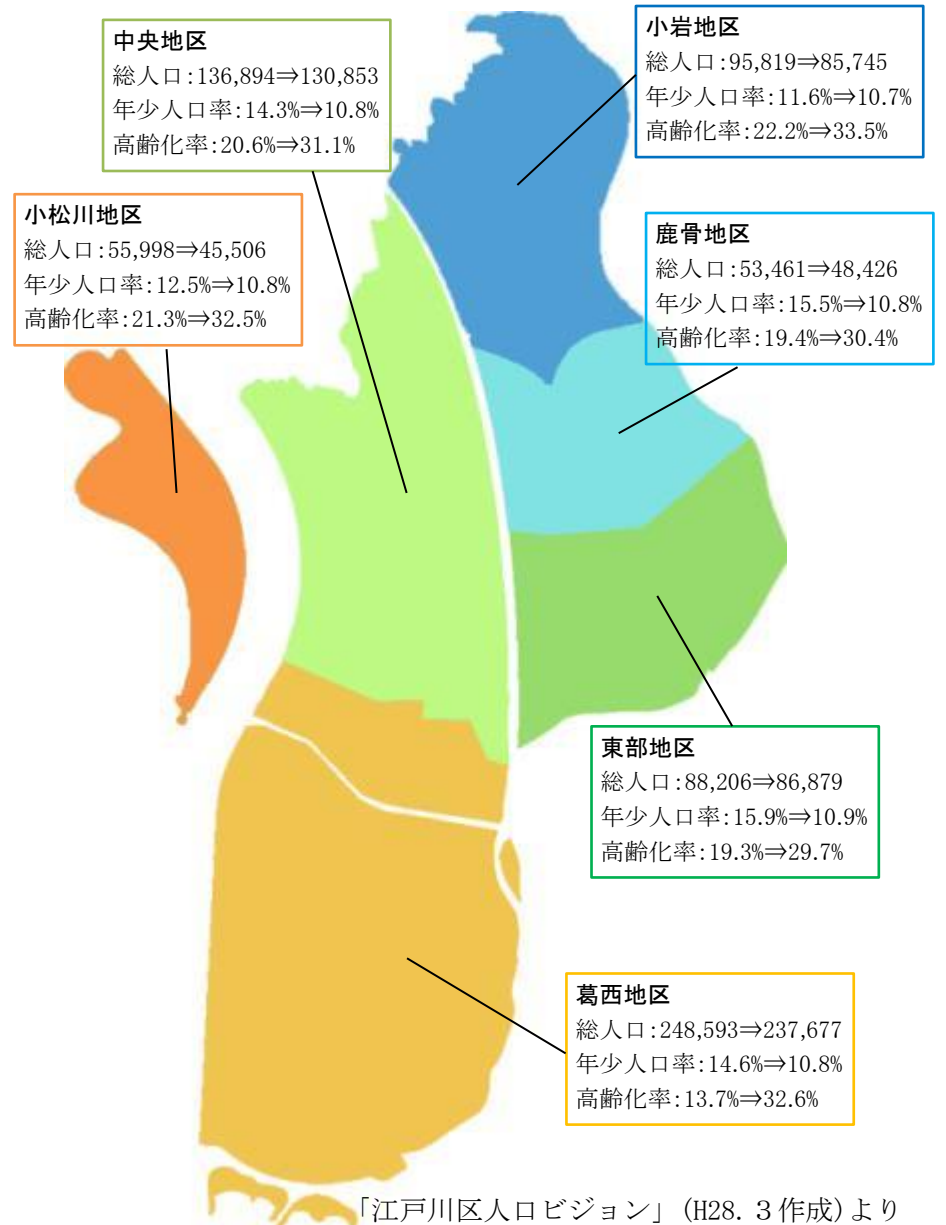 中央地区
総人口:136,894⇒130,853
年少人口率:14.3%⇒10.8%
高齢化率:20.6%⇒31.1%
小岩地区
総人口:95,819⇒85,745
年少人口率:11.6%⇒10.7%
高齢化率:22.2%⇒33.5%
小松川地区
総人口:55,998⇒45,506
年少人口率:12.5%⇒10.8%
高齢化率:21.3%⇒32.5%
鹿骨地区
総人口:53,461⇒48,426
年少人口率:15.5%⇒10.8%
高齢化率:19.4%⇒30.4%
東部地区
総人口:88,206⇒86,879
年少人口率:15.9%⇒10.9%
高齢化率:19.3%⇒29.7%
葛西地区
総人口:248,593⇒237,677
年少人口率:14.6%⇒10.8%
高齢化率:13.7%⇒32.6%
「江戸川区人口ビジョン」(H28.３作成)より